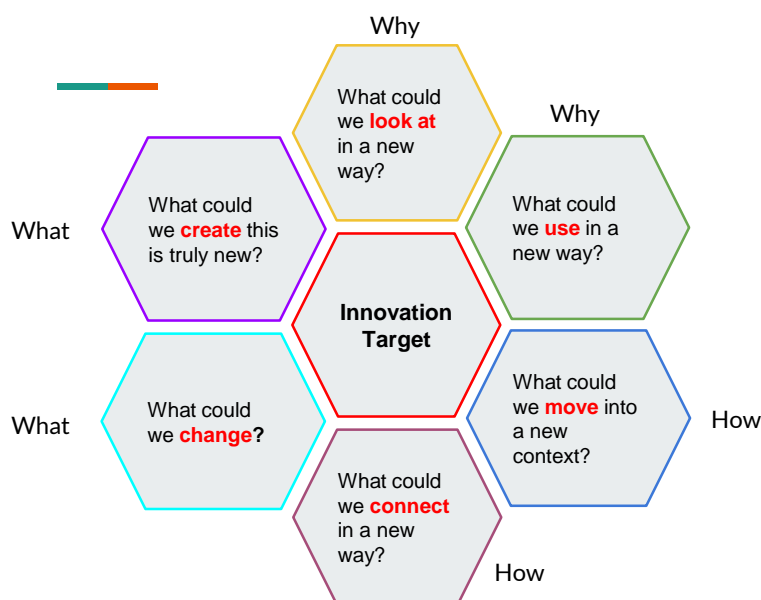 Why
What could
we look at
in a new
way?
Why
What could
we use in a
new way?
What
What could
we create this
is truly new?
Innovation
Target
What
What could
we change?
What could
we move into
a new
context?
How
What could
we connect
in a new
way?
How